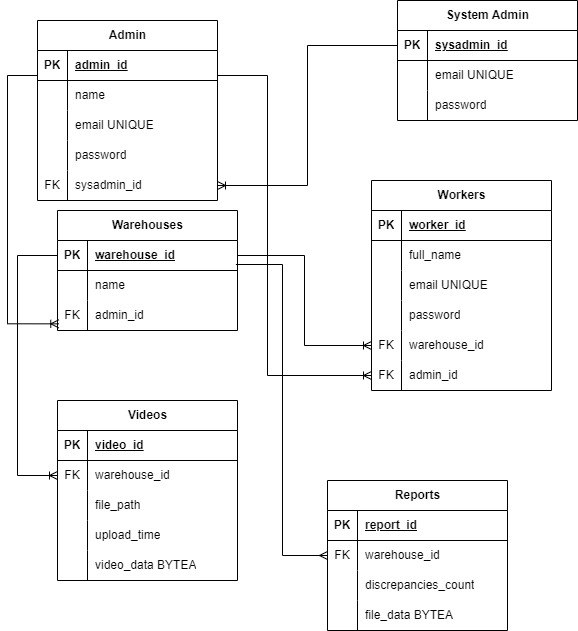 System Admin
PK sysadmin_id
email UNIQUE
password
Admin
PK admin_id
name
email UNIQUE
password
FK sysadmin_id
Workers
PK worker_id
full_name
email UNIQUE
password
FK warehouse_id
FK admin_id
Warehouses
PK warehouse_id
name
FK admin_id
Videos
PK video_id
FK warehouse_id
file_path
upload_time
video_data BYTEA
Reports
PK report_id
FK warehouse_id
discrepancies_count
file_data BYTEA